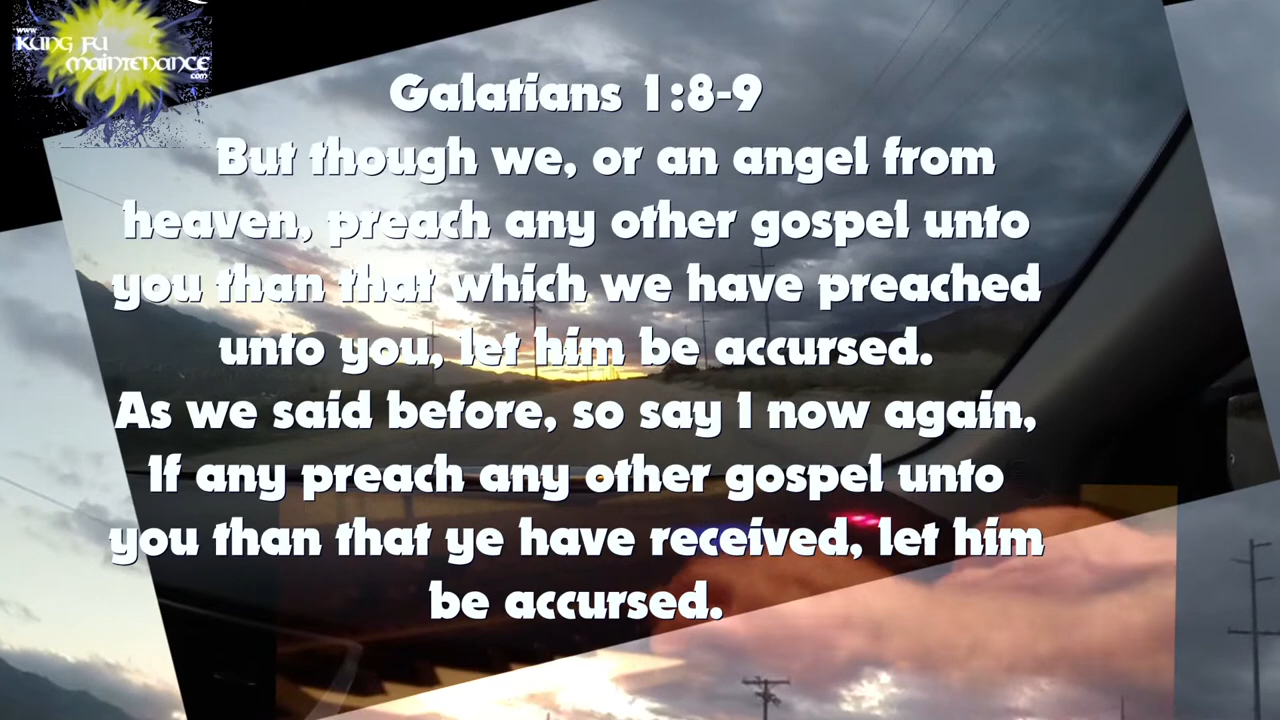 www
KUNG FU
MAINTENANCE
.com
Galatians 1:8-9
But though we, or an angel from
heaven, preach any other gospel unto
you than that which we have preached
unto you, let him be accursed.
As we said before, so say I now again,
If any preach any other gospel unto
you than that ye have received, let him
be accursed.